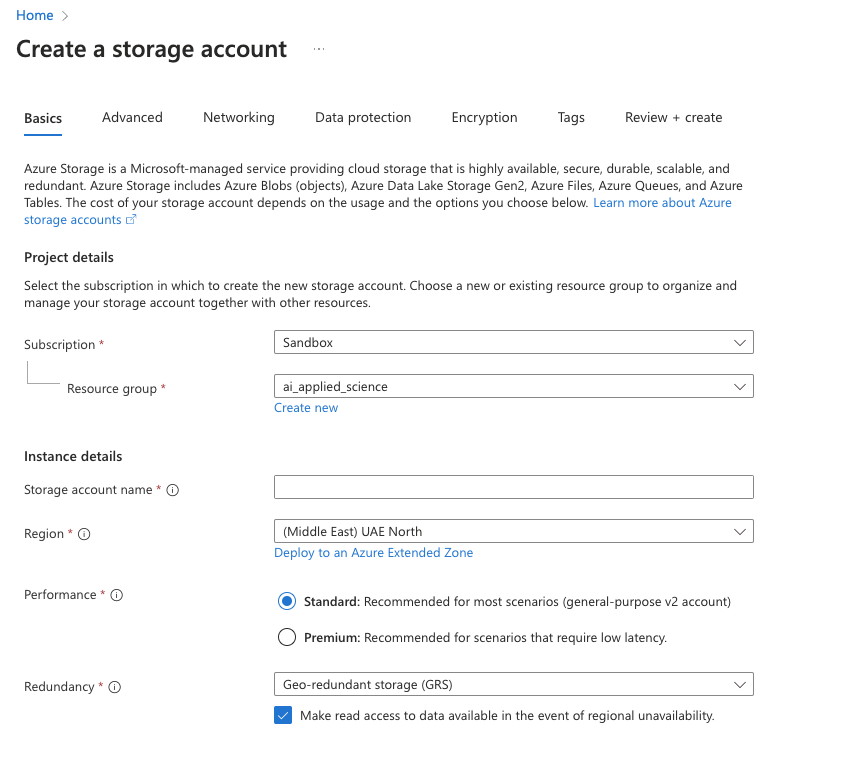 Home
Create a storage account ...
Basics Advanced Networking Data protection Encryption Tags Review + create
Azure Storage is a Microsoft-managed service providing cloud storage that is highly available, secure, durable, scalable, and
redundant. Azure Storage includes Azure Blobs (objects), Azure Data Lake Storage Gen2, Azure Files, Azure Queues, and Azure
Tables. The cost of your storage account depends on the usage and the options you choose below. Learn more about Azure
storage accounts
Project details
Select the subscription in which to create the new storage account. Choose a new or existing resource group to organize and
manage your storage account together with other resources.
Subscription * Sandbox
Resource group * ai_applied_science
Create new
Instance details
Storage account name *
Region * (Middle East) UAE North
Deploy to an Azure Extended Zone
Performance * Standard: Recommended for most scenarios (general-purpose v2 account)
Premium: Recommended for scenarios that require low latency.
Redundancy * Geo-redundant storage (GRS)
Make read access to data available in the event of regional unavailability.